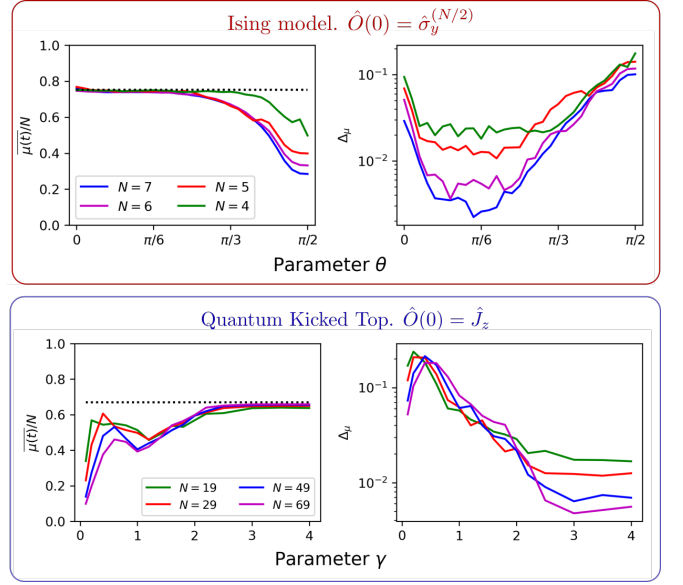 Ising model. Ô(0) = σ̂_y^(N/2)
1.0
0.8
0.6
0.4
0.2
0.0
μ(t)/N
N = 7
N = 6
N = 5
N = 4
0
π/6
π/3
π/2
10⁻¹
10⁻²
Δμ
0
π/6
π/3
π/2
Parameter θ
Quantum Kicked Top. Ô(0) = Ĵ_z
1.0
0.8
0.6
0.4
0.2
0.0
μ(t)/N
N = 19
N = 29
N = 49
N = 69
0
1
2
3
4
10⁻¹
10⁻²
Δμ
0
1
2
3
4
Parameter γ